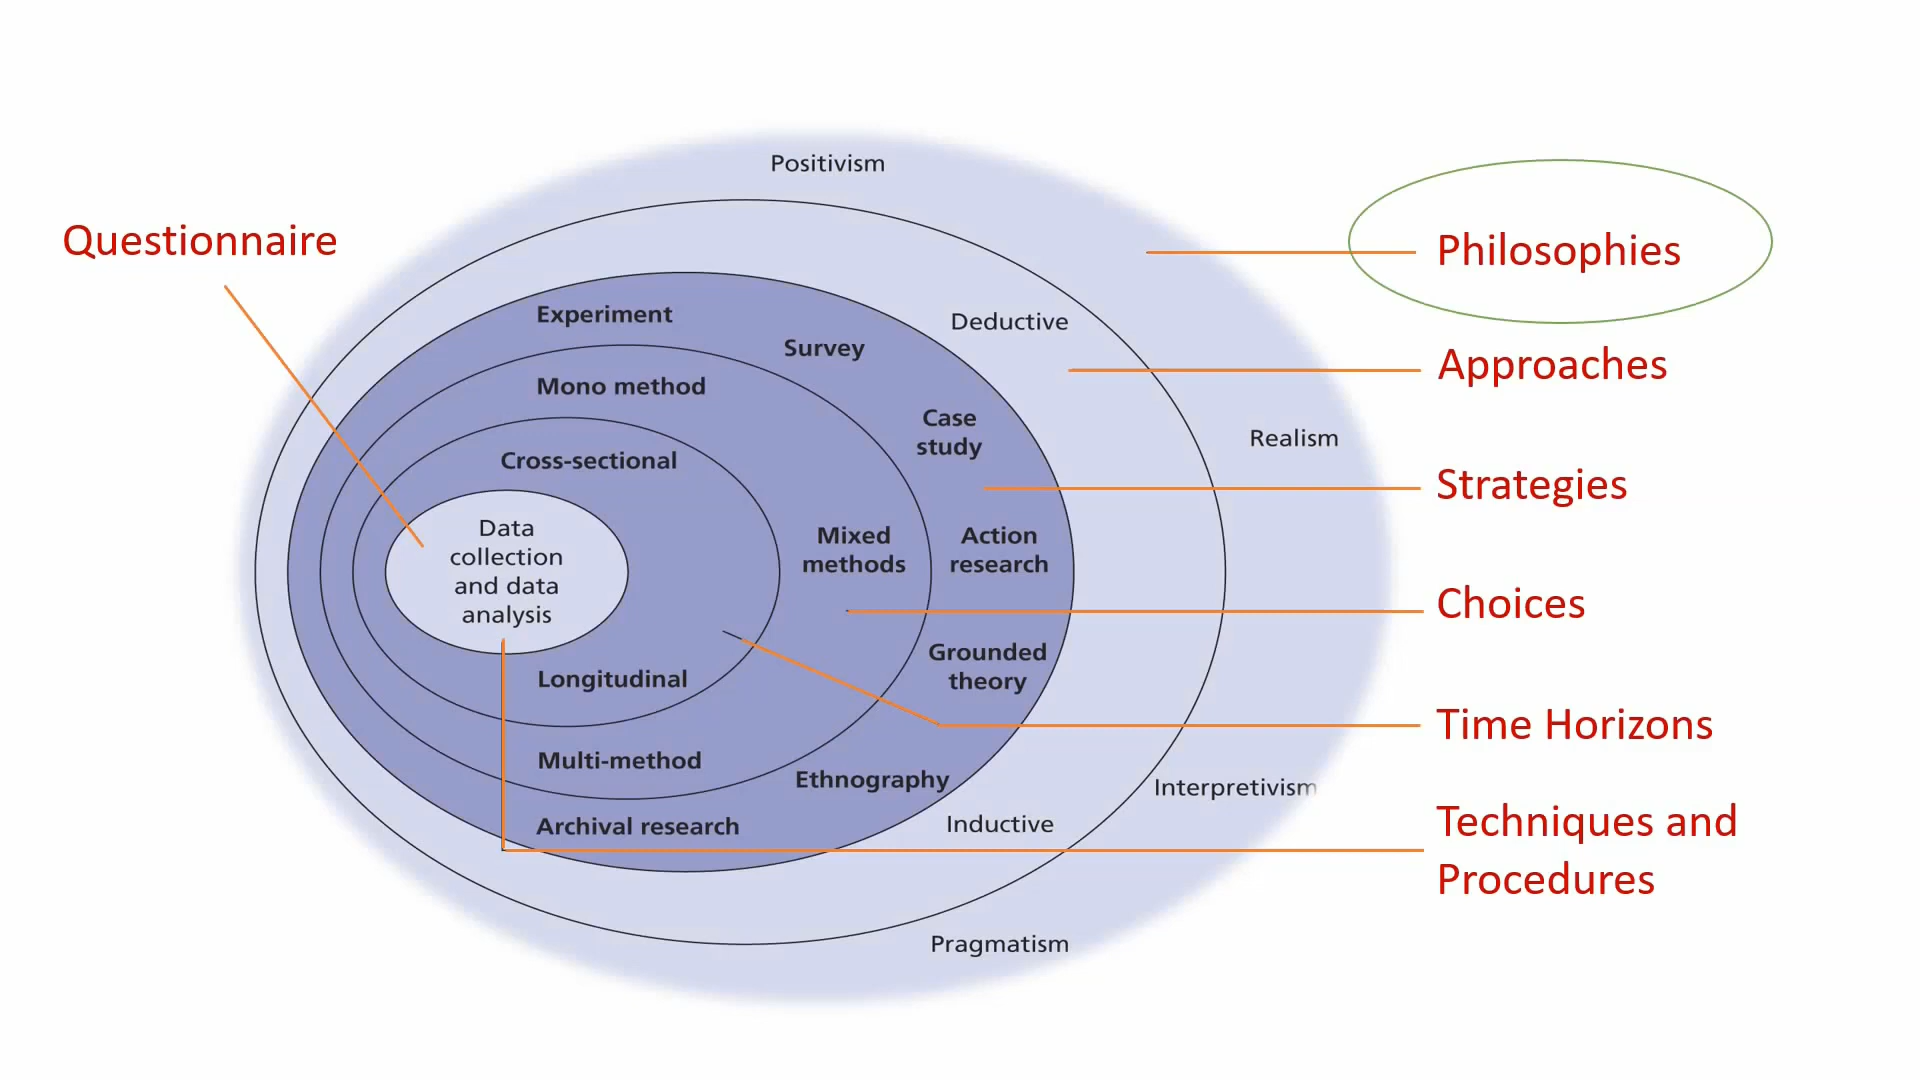 Positivism
Questionnaire
Philosophies
Experiment
Deductive
Survey
Approaches
Mono method
Case
study
Realism
Cross-sectional
Strategies
Data
collection
and data
analysis
Mixed
methods
Action
research
Choices
Grounded
theory
Longitudinal
Time Horizons
Multi-method
Ethnography
Interpretivism
Archival research
Inductive
Techniques and
Procedures
Pragmatism